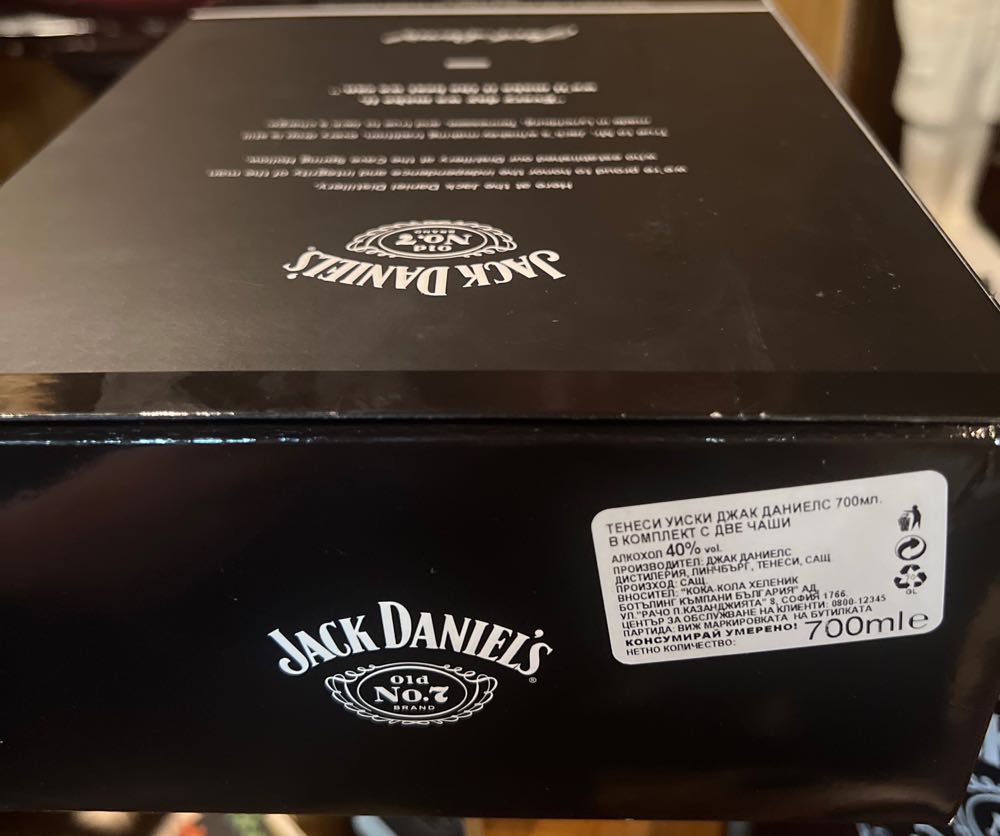 Here at the Jack Daniel Distillery,
we're proud to honor the independence and integrity of the man
who established our Distillery at the Cave Spring Hollow.
True to Mr. Jack's whiskey making tradition, every drop is still
made in Lynchburg, Tennessee and true to Jack's charge,
"Every day we make it,
we'll make it the best we can."
JACK DANIEL'S
Old
No.7
BRAND
JACK DANIEL'S
Old
No.7
BRAND
ТЕНЕСИ УИСКИ ДЖАК ДАНИЕЛС 700мл.
В КОМПЛЕКТ С ДВЕ ЧАШИ
АЛКОХОЛ 40% vol.
ПРОИЗВОДИТЕЛ: ДЖАК ДАНИЕЛС
ДИСТИЛЕРИЯ, ЛИНЧБЪРГ, ТЕНЕСИ, САЩ
ПРОИЗХОД: САЩ
ВНОСИТЕЛ: "КОКА-КОЛА ХЕЛЕНИК
БОТЪЛИНГ КЪМПАНИ БЪЛГАРИЯ" АД,
УЛ."РАЧО П.КАЗАНДЖИЯТА" 8, СОФИЯ 1766
ЦЕНТЪР ЗА ОБСЛУЖВАНЕ НА КЛИЕНТИ: 0800 12345
ПАРТИДА: ВИЖ МАРКИРОВКАТА НА БУТИЛКАТА
КОНСУМИРАЙ УМЕРЕНО!
НЕТНО КОЛИЧЕСТВО: 700ml e
GL